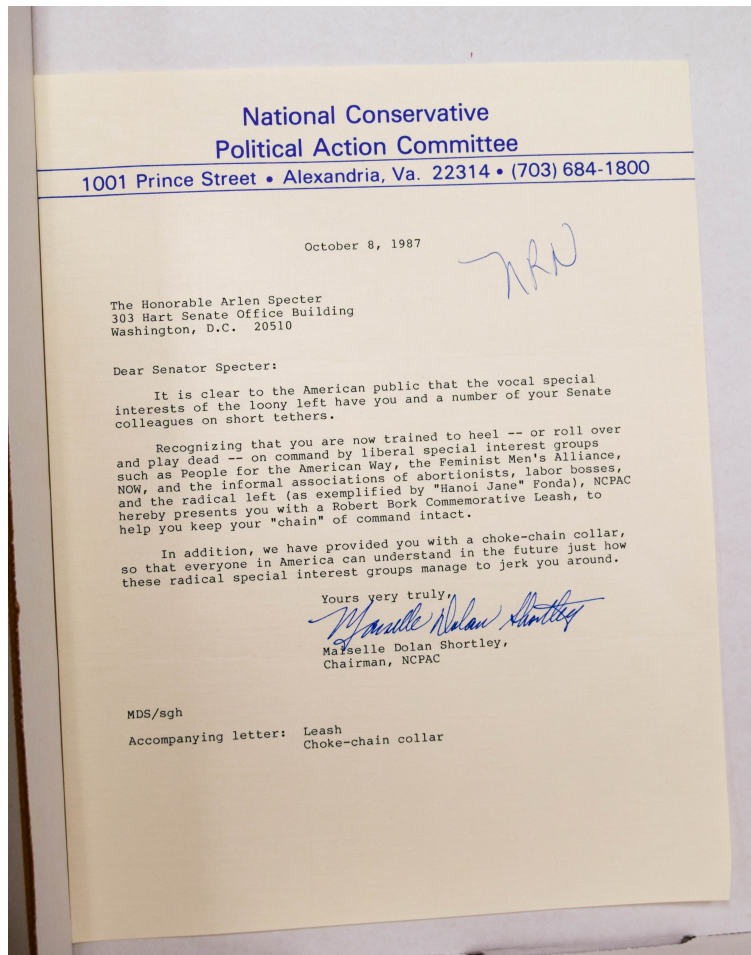 National Conservative
Political Action Committee
1001 Prince Street • Alexandria, Va. 22314 • (703) 684-1800
October 8, 1987
NRN
The Honorable Arlen Specter
303 Hart Senate Office Building
Washington, D.C. 20510
Dear Senator Specter:
It is clear to the American public that the vocal special
interests of the loony left have you and a number of your Senate
colleagues on short tethers.
Recognizing that you are now trained to heel -- or roll over
and play dead -- on command by liberal special interest groups
such as People for the American Way, the Feminist Men's Alliance,
NOW, and the informal associations of abortionists, labor bosses,
and the radical left (as exemplified by "Hanoi Jane" Fonda), NCPAC
hereby presents you with a Robert Bork Commemorative Leash, to
help you keep your "chain" of command intact.
In addition, we have provided you with a choke-chain collar,
so that everyone in America can understand in the future just how
these radical special interest groups manage to jerk you around.
Yours very truly,
Maiselle Dolan Shortley
Maiselle Dolan Shortley,
Chairman, NCPAC
MDS/sgh
Accompanying letter: Leash
Choke-chain collar